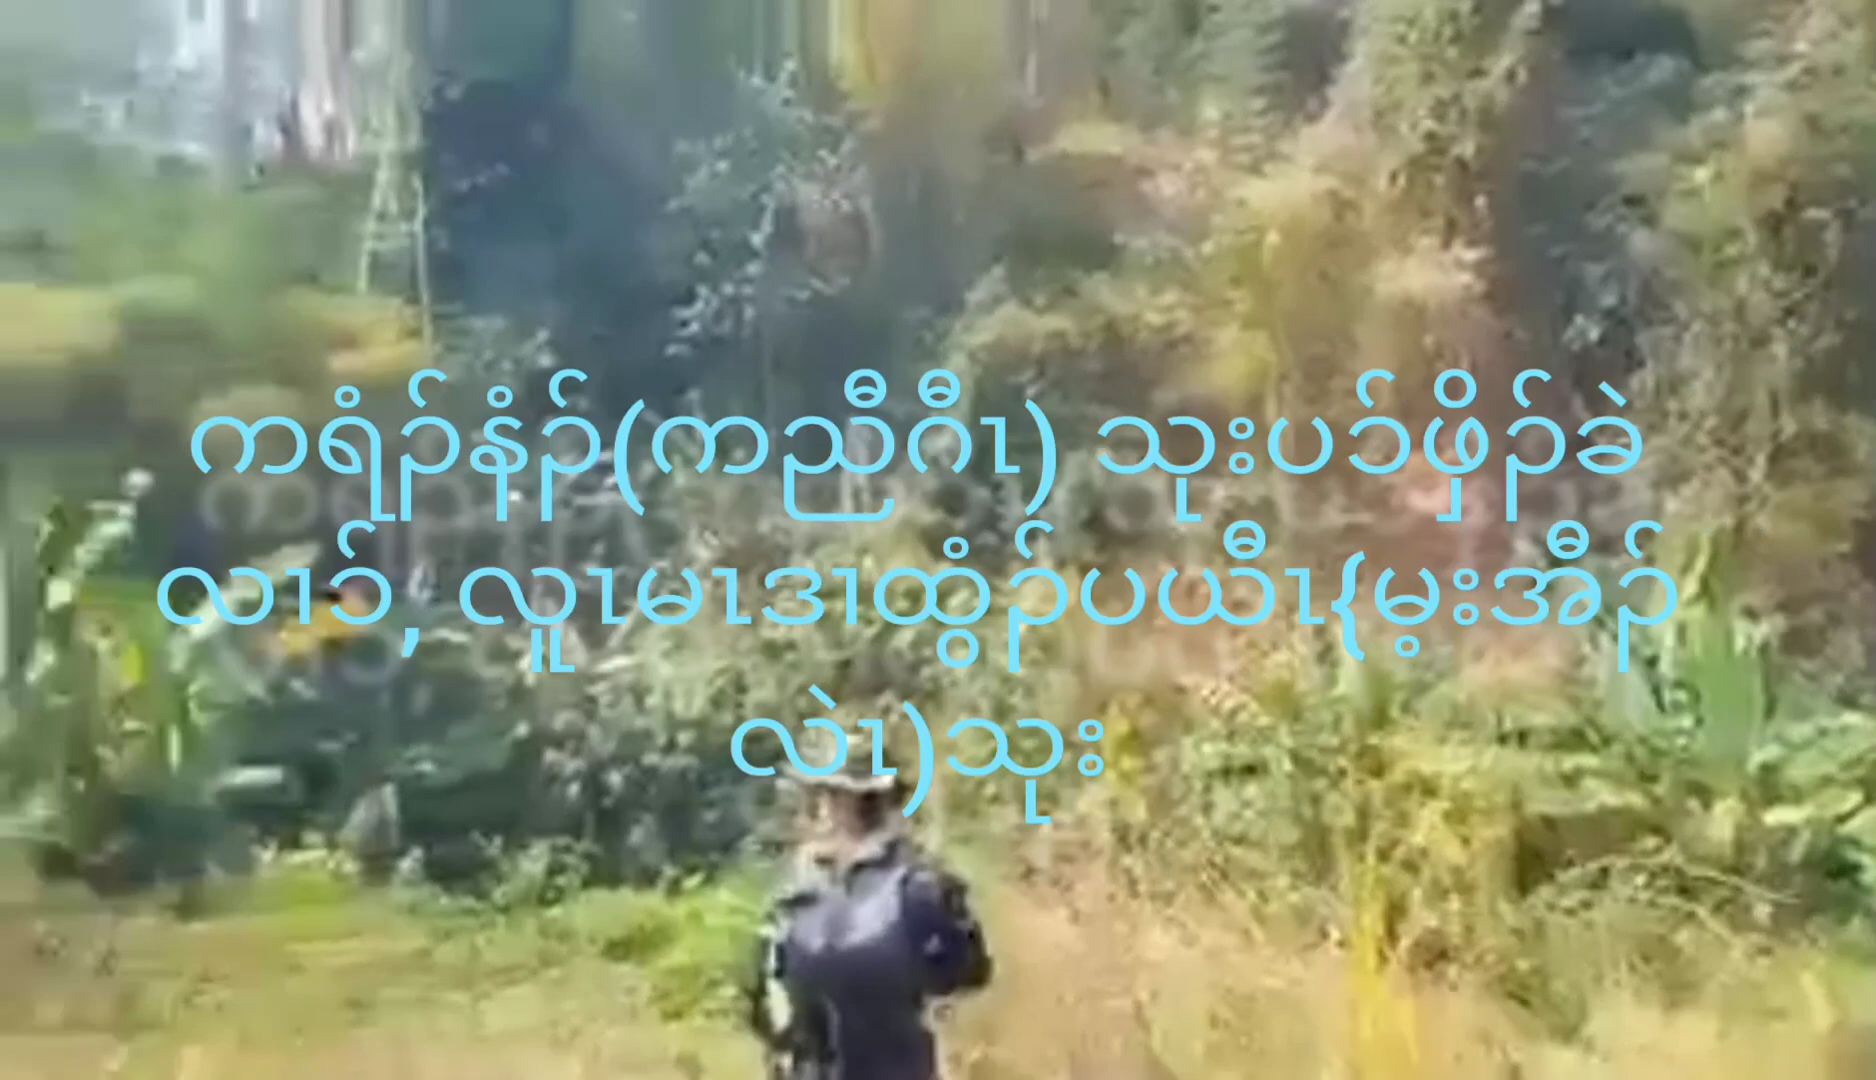 ကရံၣ်နံၣ်(ကညီဂီၤ) သုးပၥ်ဖှိၣ်ခဲ
လၢၥ်, လူၤမၤဒၢထွံၣ်ပယီၤ{မ့းအီၣ်
လဲၤ)သုး